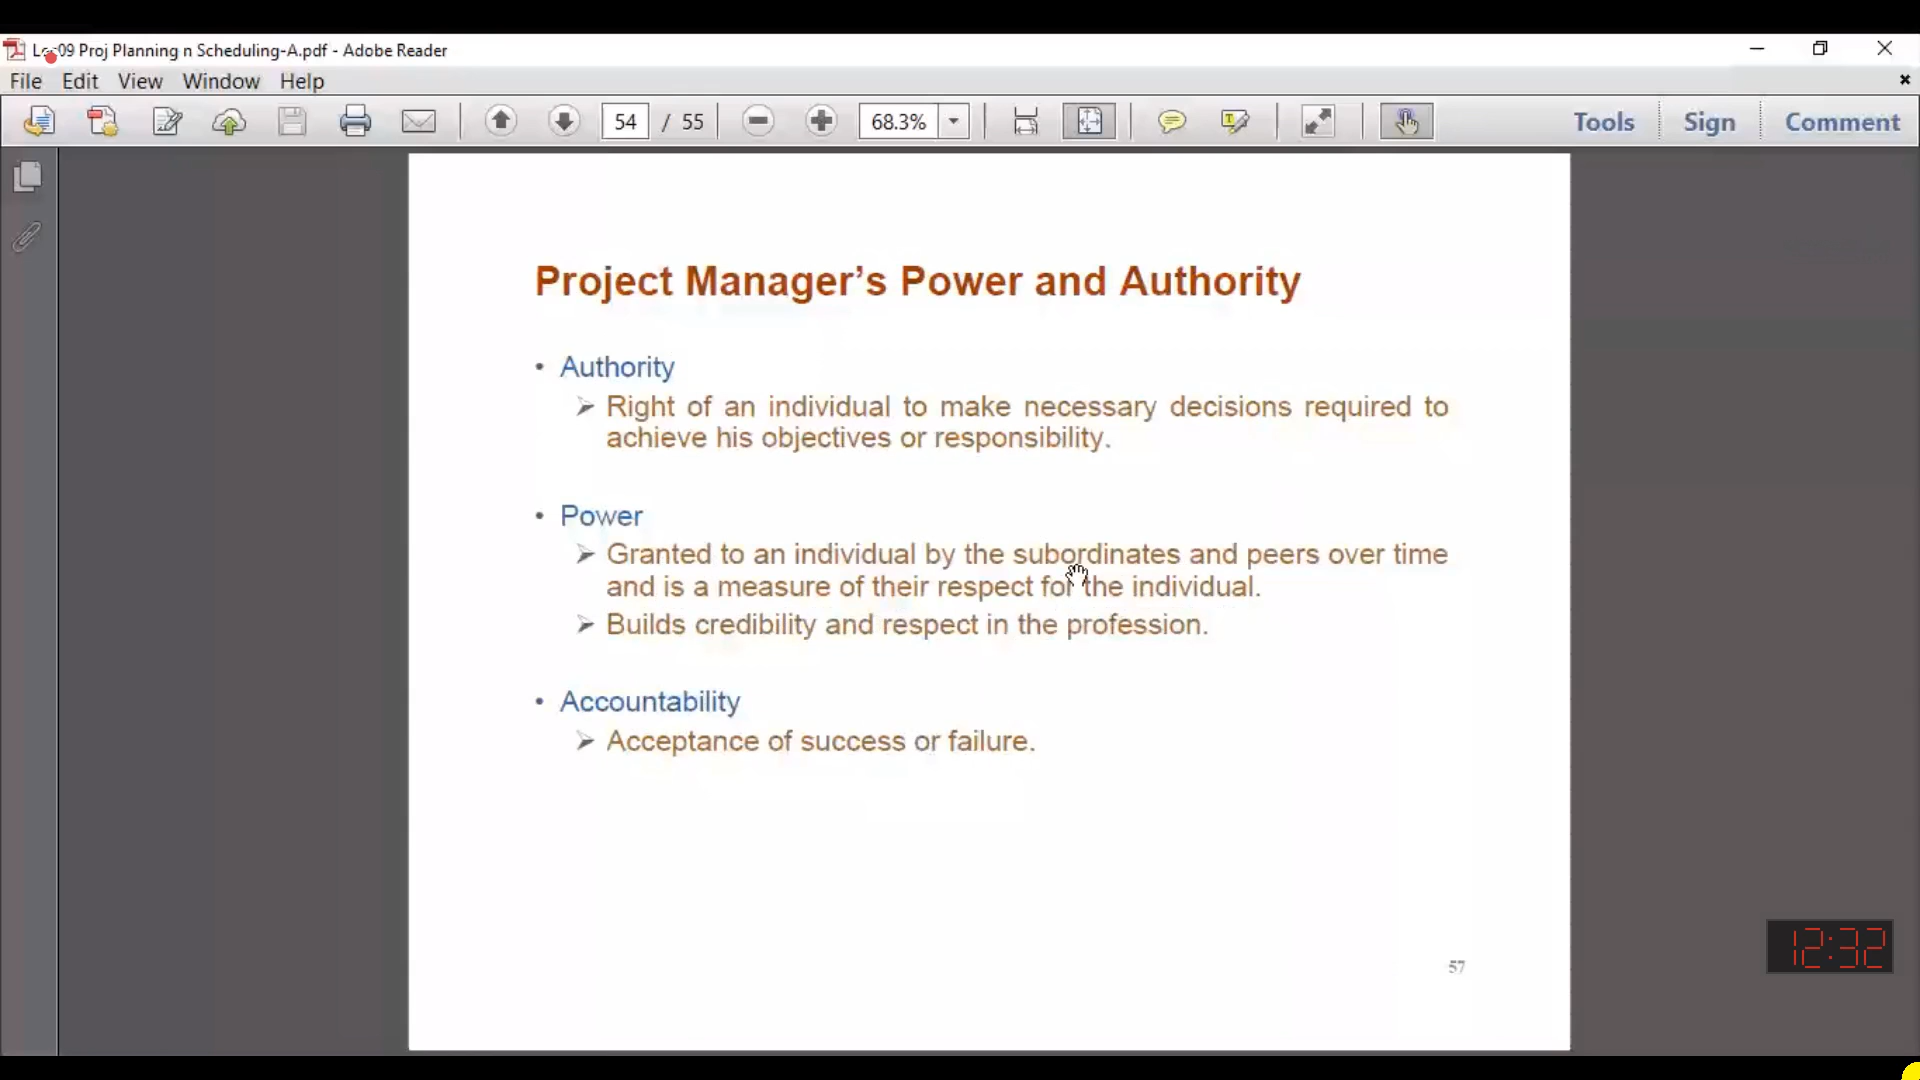 Lec09 Proj Planning n Scheduling-A.pdf - Adobe Reader
File Edit View Window Help
54 / 55 68.3% Tools Sign Comment
Project Manager’s Power and Authority
• Authority
➢ Right of an individual to make necessary decisions required to
achieve his objectives or responsibility.
• Power
➢ Granted to an individual by the subordinates and peers over time
and is a measure of their respect for the individual.
➢ Builds credibility and respect in the profession.
• Accountability
➢ Acceptance of success or failure.
57
12:32